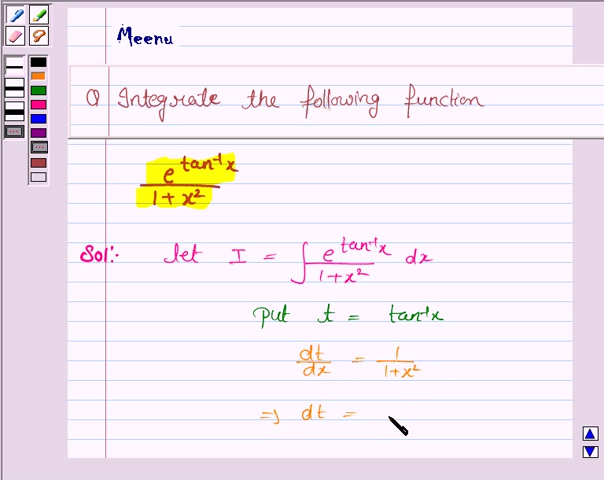 Meenu
Q Integrate the following function
e^tan⁻¹x / 1 + x²
Sol:- let I = ∫ e^tan⁻¹x / 1 + x² dx
put t = tan⁻¹x
dt/dx = 1 / 1+x²
⇒ dt =